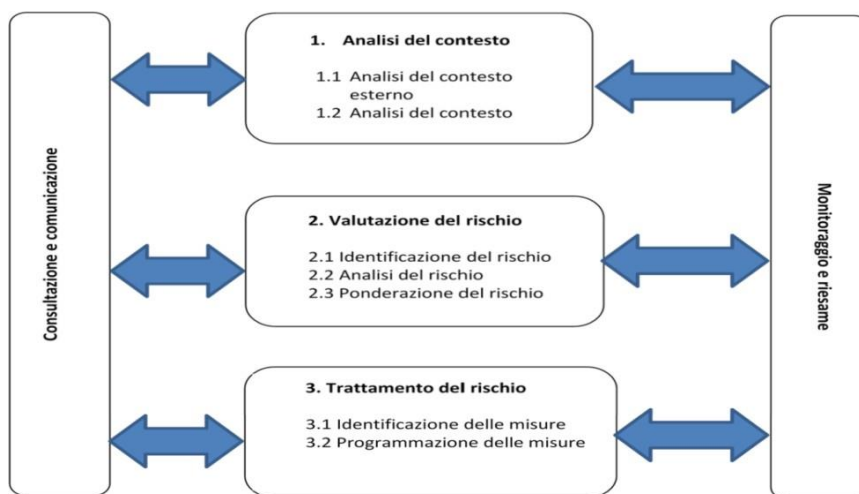 Consultazione e comunicazione
1. Analisi del contesto
1.1 Analisi del contesto
esterno
1.2 Analisi del contesto
2. Valutazione del rischio
2.1 Identificazione del rischio
2.2 Analisi del rischio
2.3 Ponderazione del rischio
3. Trattamento del rischio
3.1 Identificazione delle misure
3.2 Programmazione delle misure
Monitoraggio e riesame